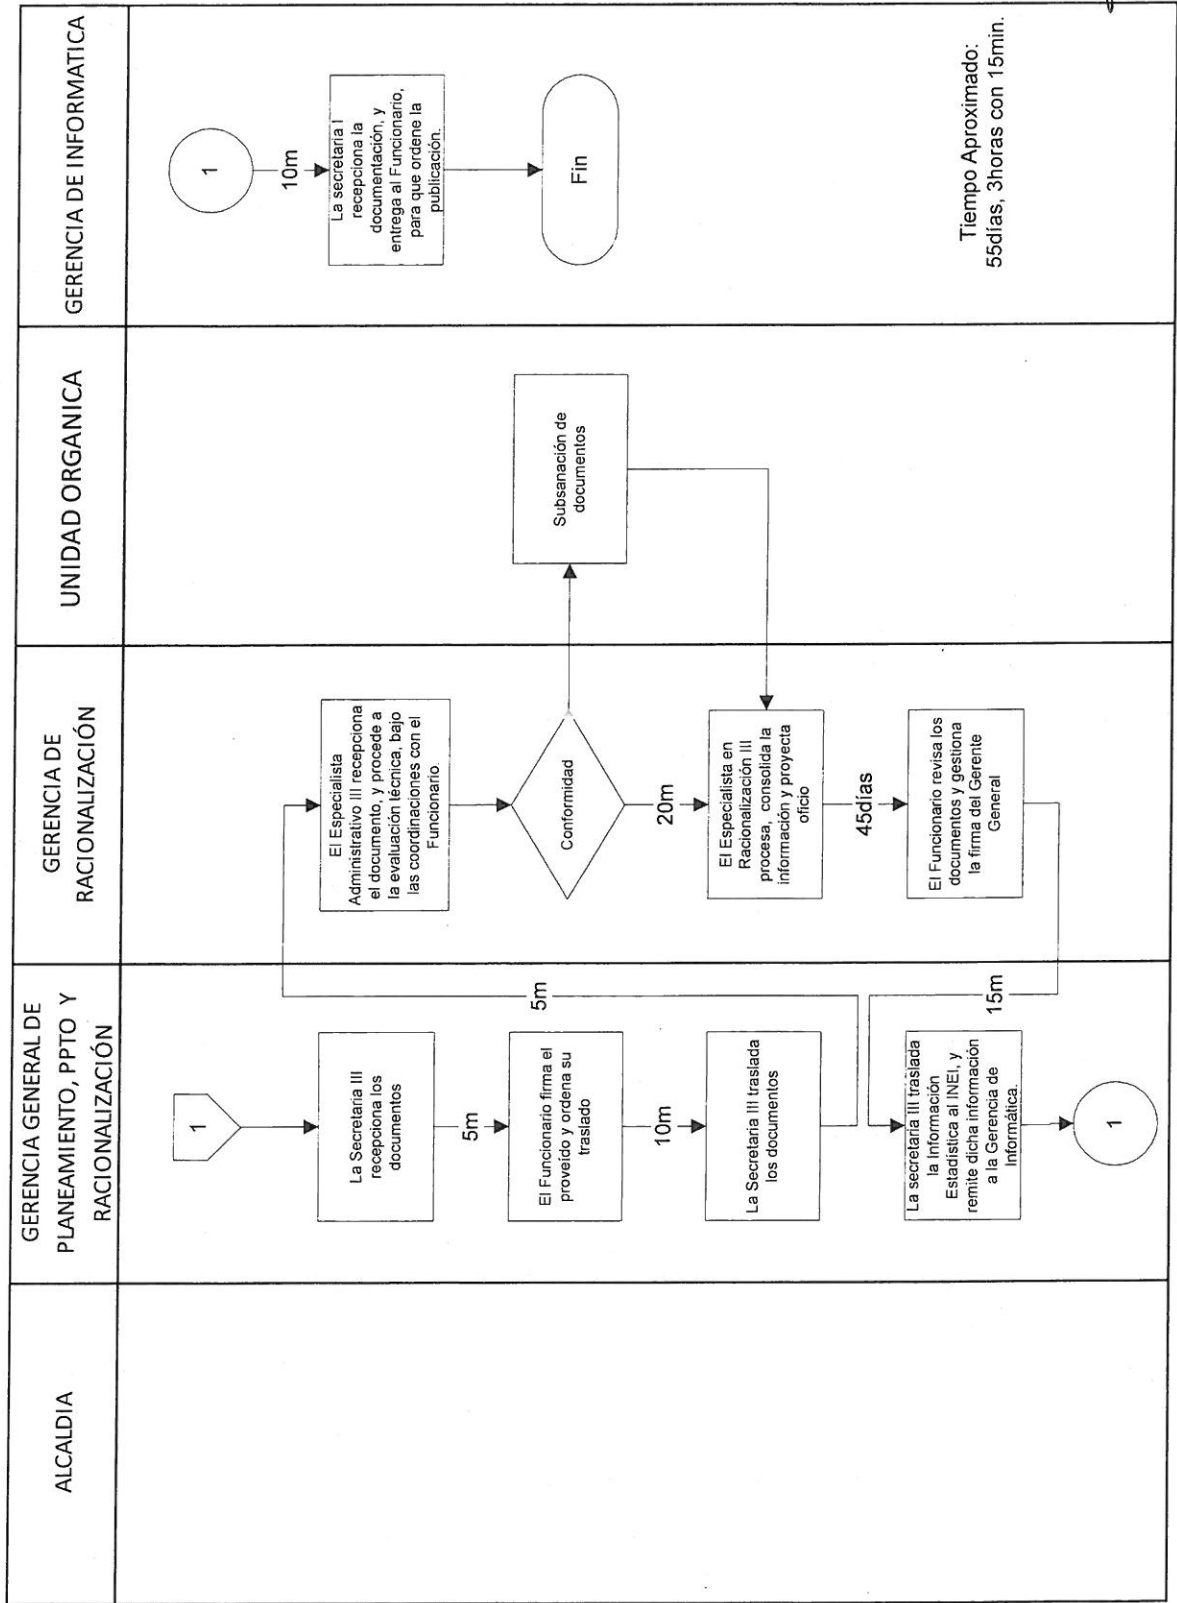 ALCALDIA
GERENCIA GENERAL DE
PLANEAMIENTO, PPTO Y
RACIONALIZACIÓN
GERENCIA DE
RACIONALIZACIÓN
UNIDAD ORGANICA
GERENCIA DE INFORMATICA
1
La Secretaria III
recepciona los
documentos
5m
El Funcionario firma el
proveído y ordena su
traslado
10m
La Secretaria III traslada
los documentos
5m
El Especialista
Administrativo III recepciona
el documento, y procede a
la evaluación técnica, bajo
las coordinaciones con el
Funcionario.
Conformidad
Subsanación de
documentos
20m
El Especialista en
Racionalización III
procesa, consolida la
información y proyecta
oficio
45días
El Funcionario revisa los
documentos y gestiona
la firma del Gerente
General
15m
La secretaria III traslada
la Información
Estadística al INEI, y
remite dicha información
a la Gerencia de
Informática.
1
1
10m
La secretaria I
recepciona la
documentación, y
entrega al Funcionario,
para que ordene la
publicación.
Fin
Tiempo Aproximado:
55días, 3horas con 15min.